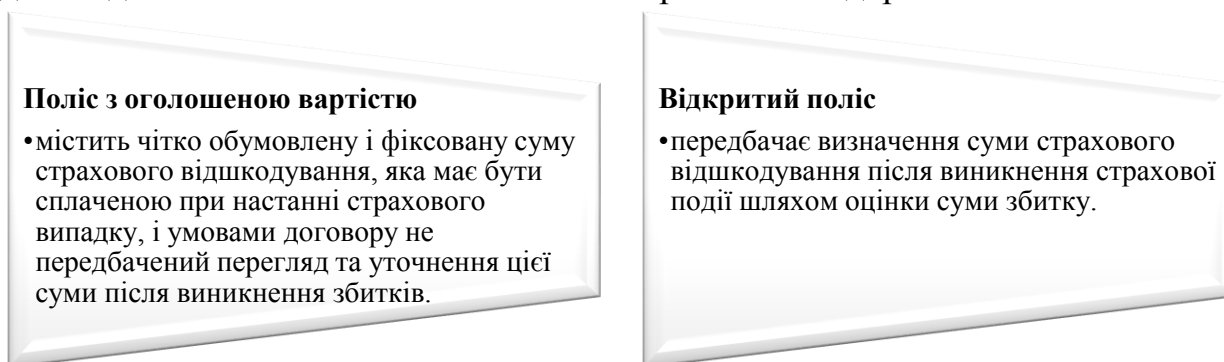 Поліс з оголошеною вартістю
•містить чітко обумовлену і фіксовану суму
страхового відшкодування, яка має бути
сплаченою при настанні страхового
випадку, і умовами договору не
передбачений перегляд та уточнення цієї
суми після виникнення збитків.
Відкритий поліс
•передбачає визначення суми страхового
відшкодування після виникнення страхової
події шляхом оцінки суми збитку.